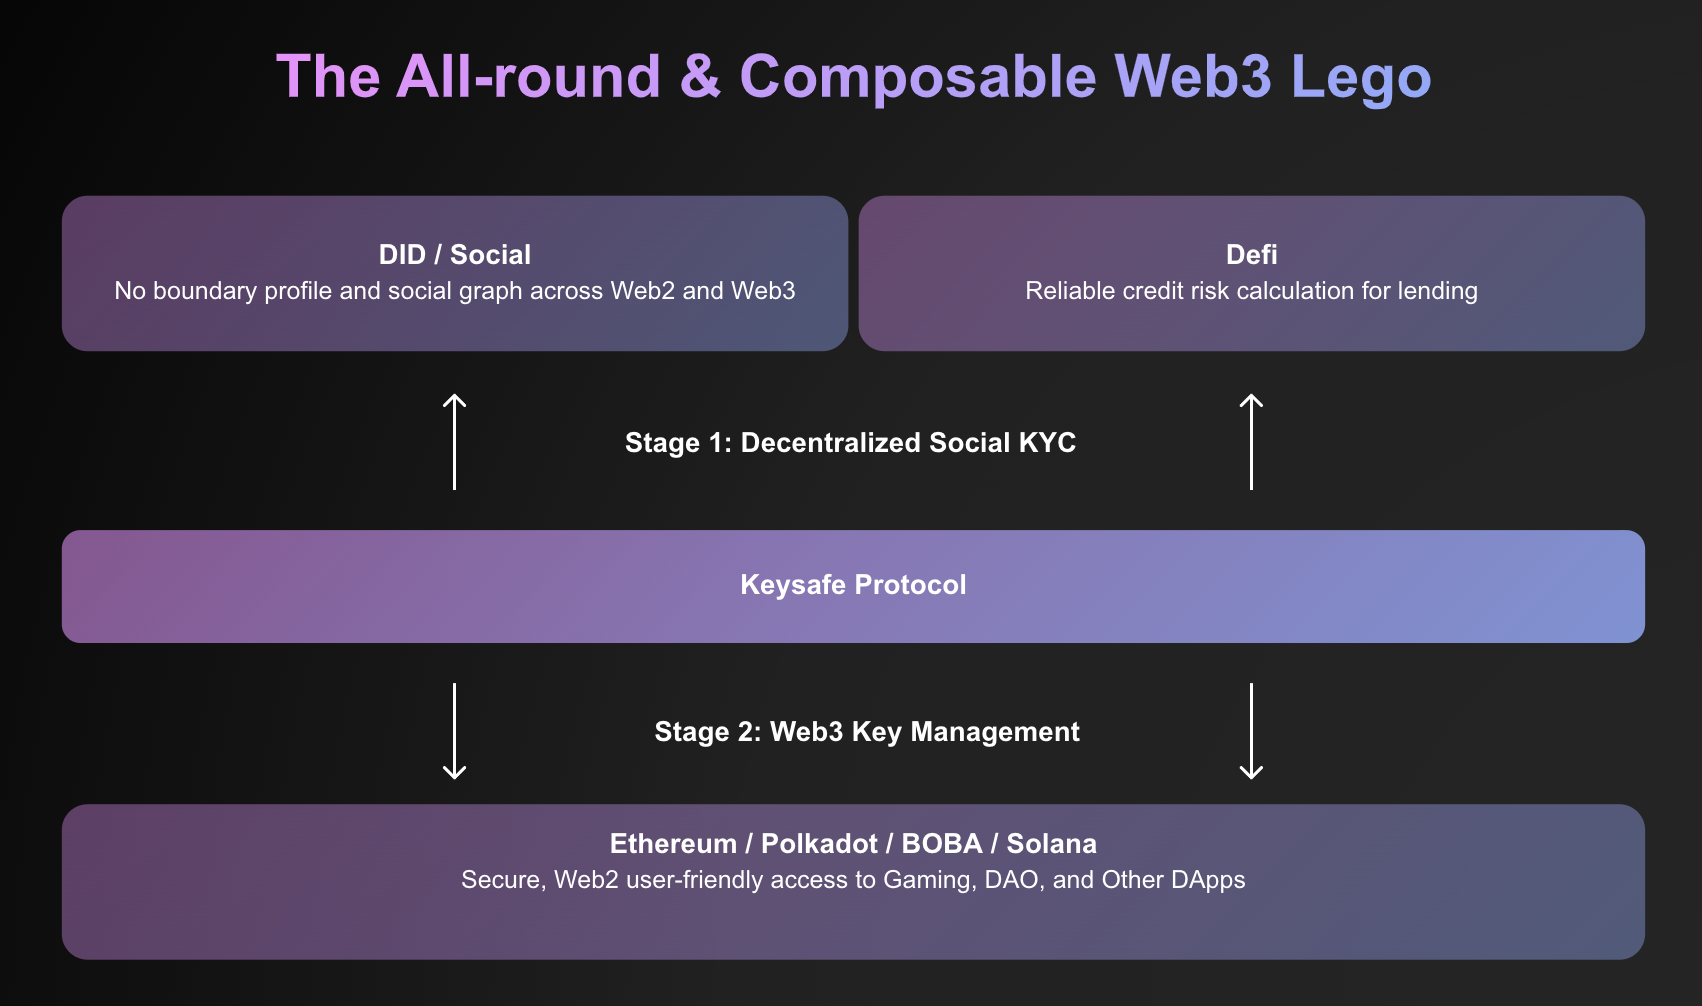 The All-round & Composable Web3 Lego
DID / Social
No boundary profile and social graph across Web2 and Web3
Defi
Reliable credit risk calculation for lending
Stage 1: Decentralized Social KYC
Keysafe Protocol
Stage 2: Web3 Key Management
Ethereum / Polkadot / BOBA / Solana
Secure, Web2 user-friendly access to Gaming, DAO, and Other DApps